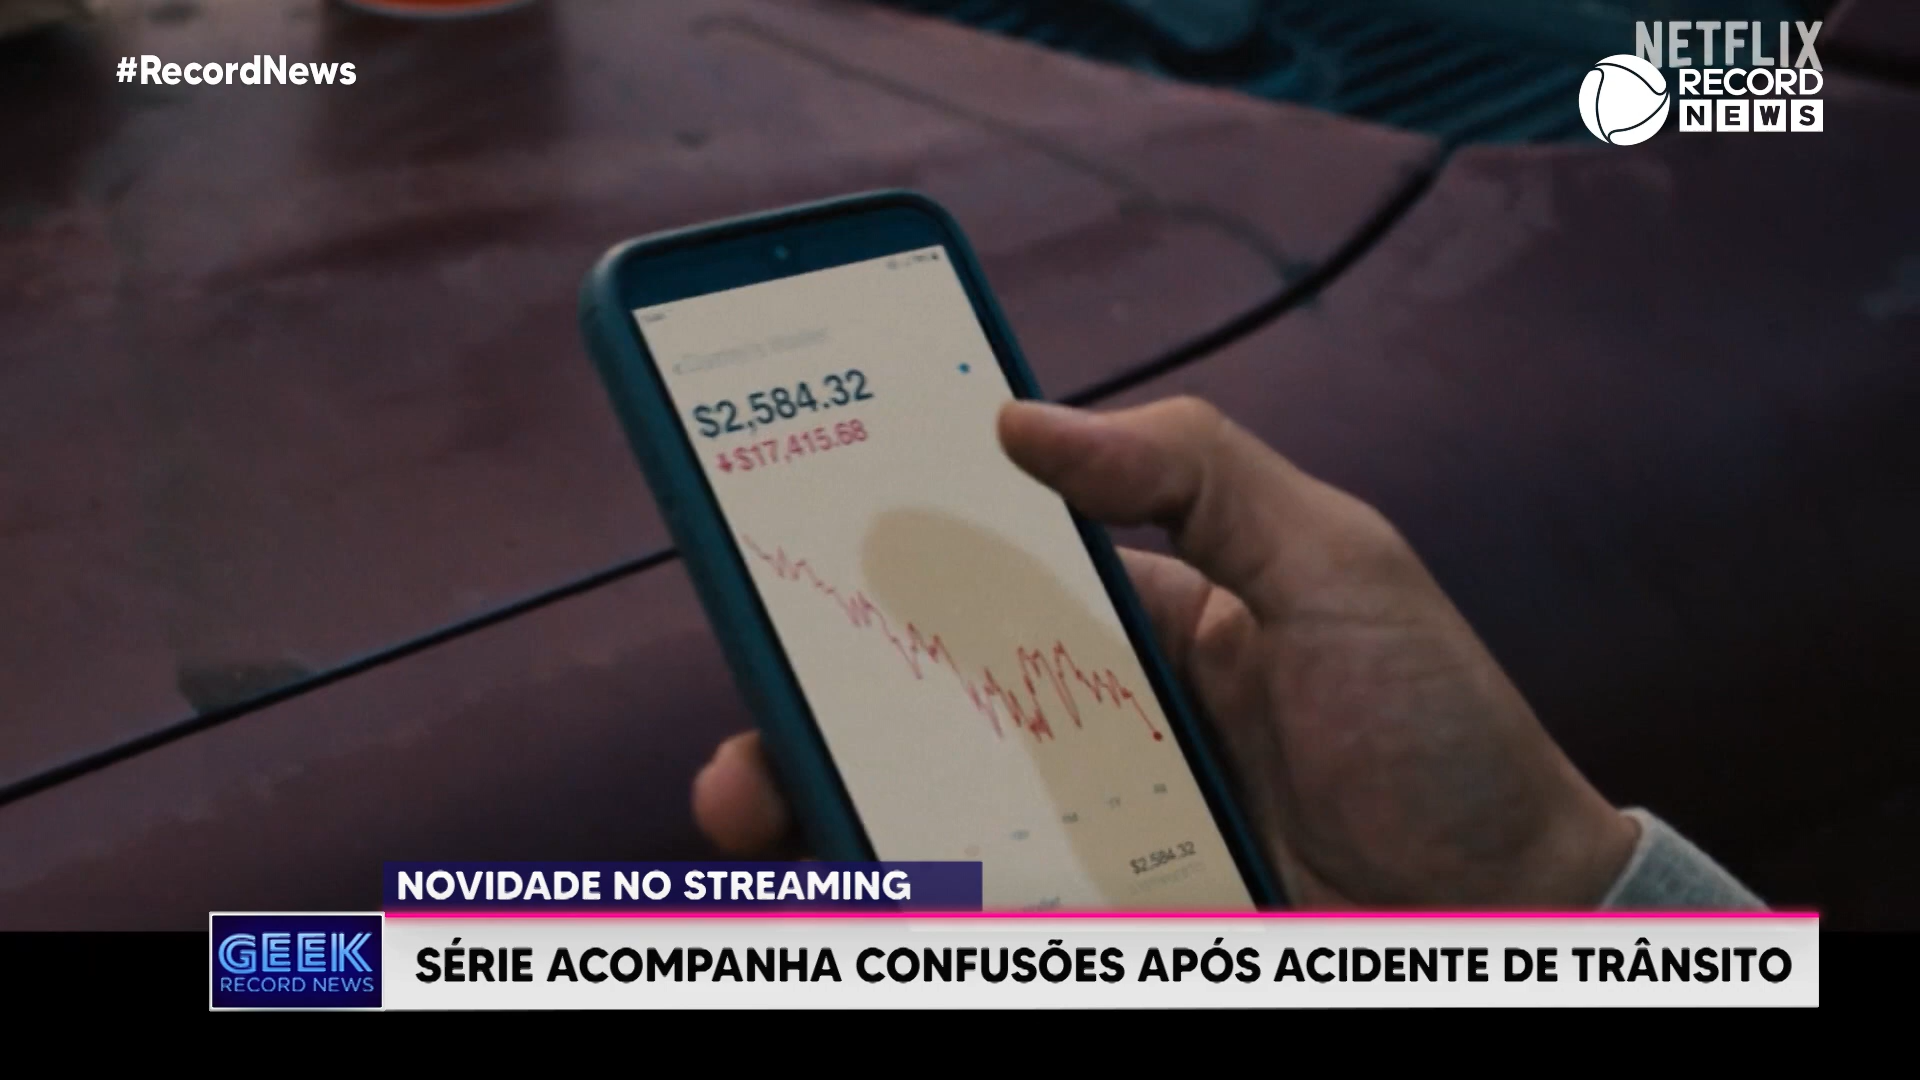 #RecordNews
NETFLIX
RECORD
NEWS
$2,584.32
↓$17,415.68
$2,584.32
NOVIDADE NO STREAMING
GEEK
RECORD NEWS
SÉRIE ACOMPANHA CONFUSÕES APÓS ACIDENTE DE TRÂNSITO